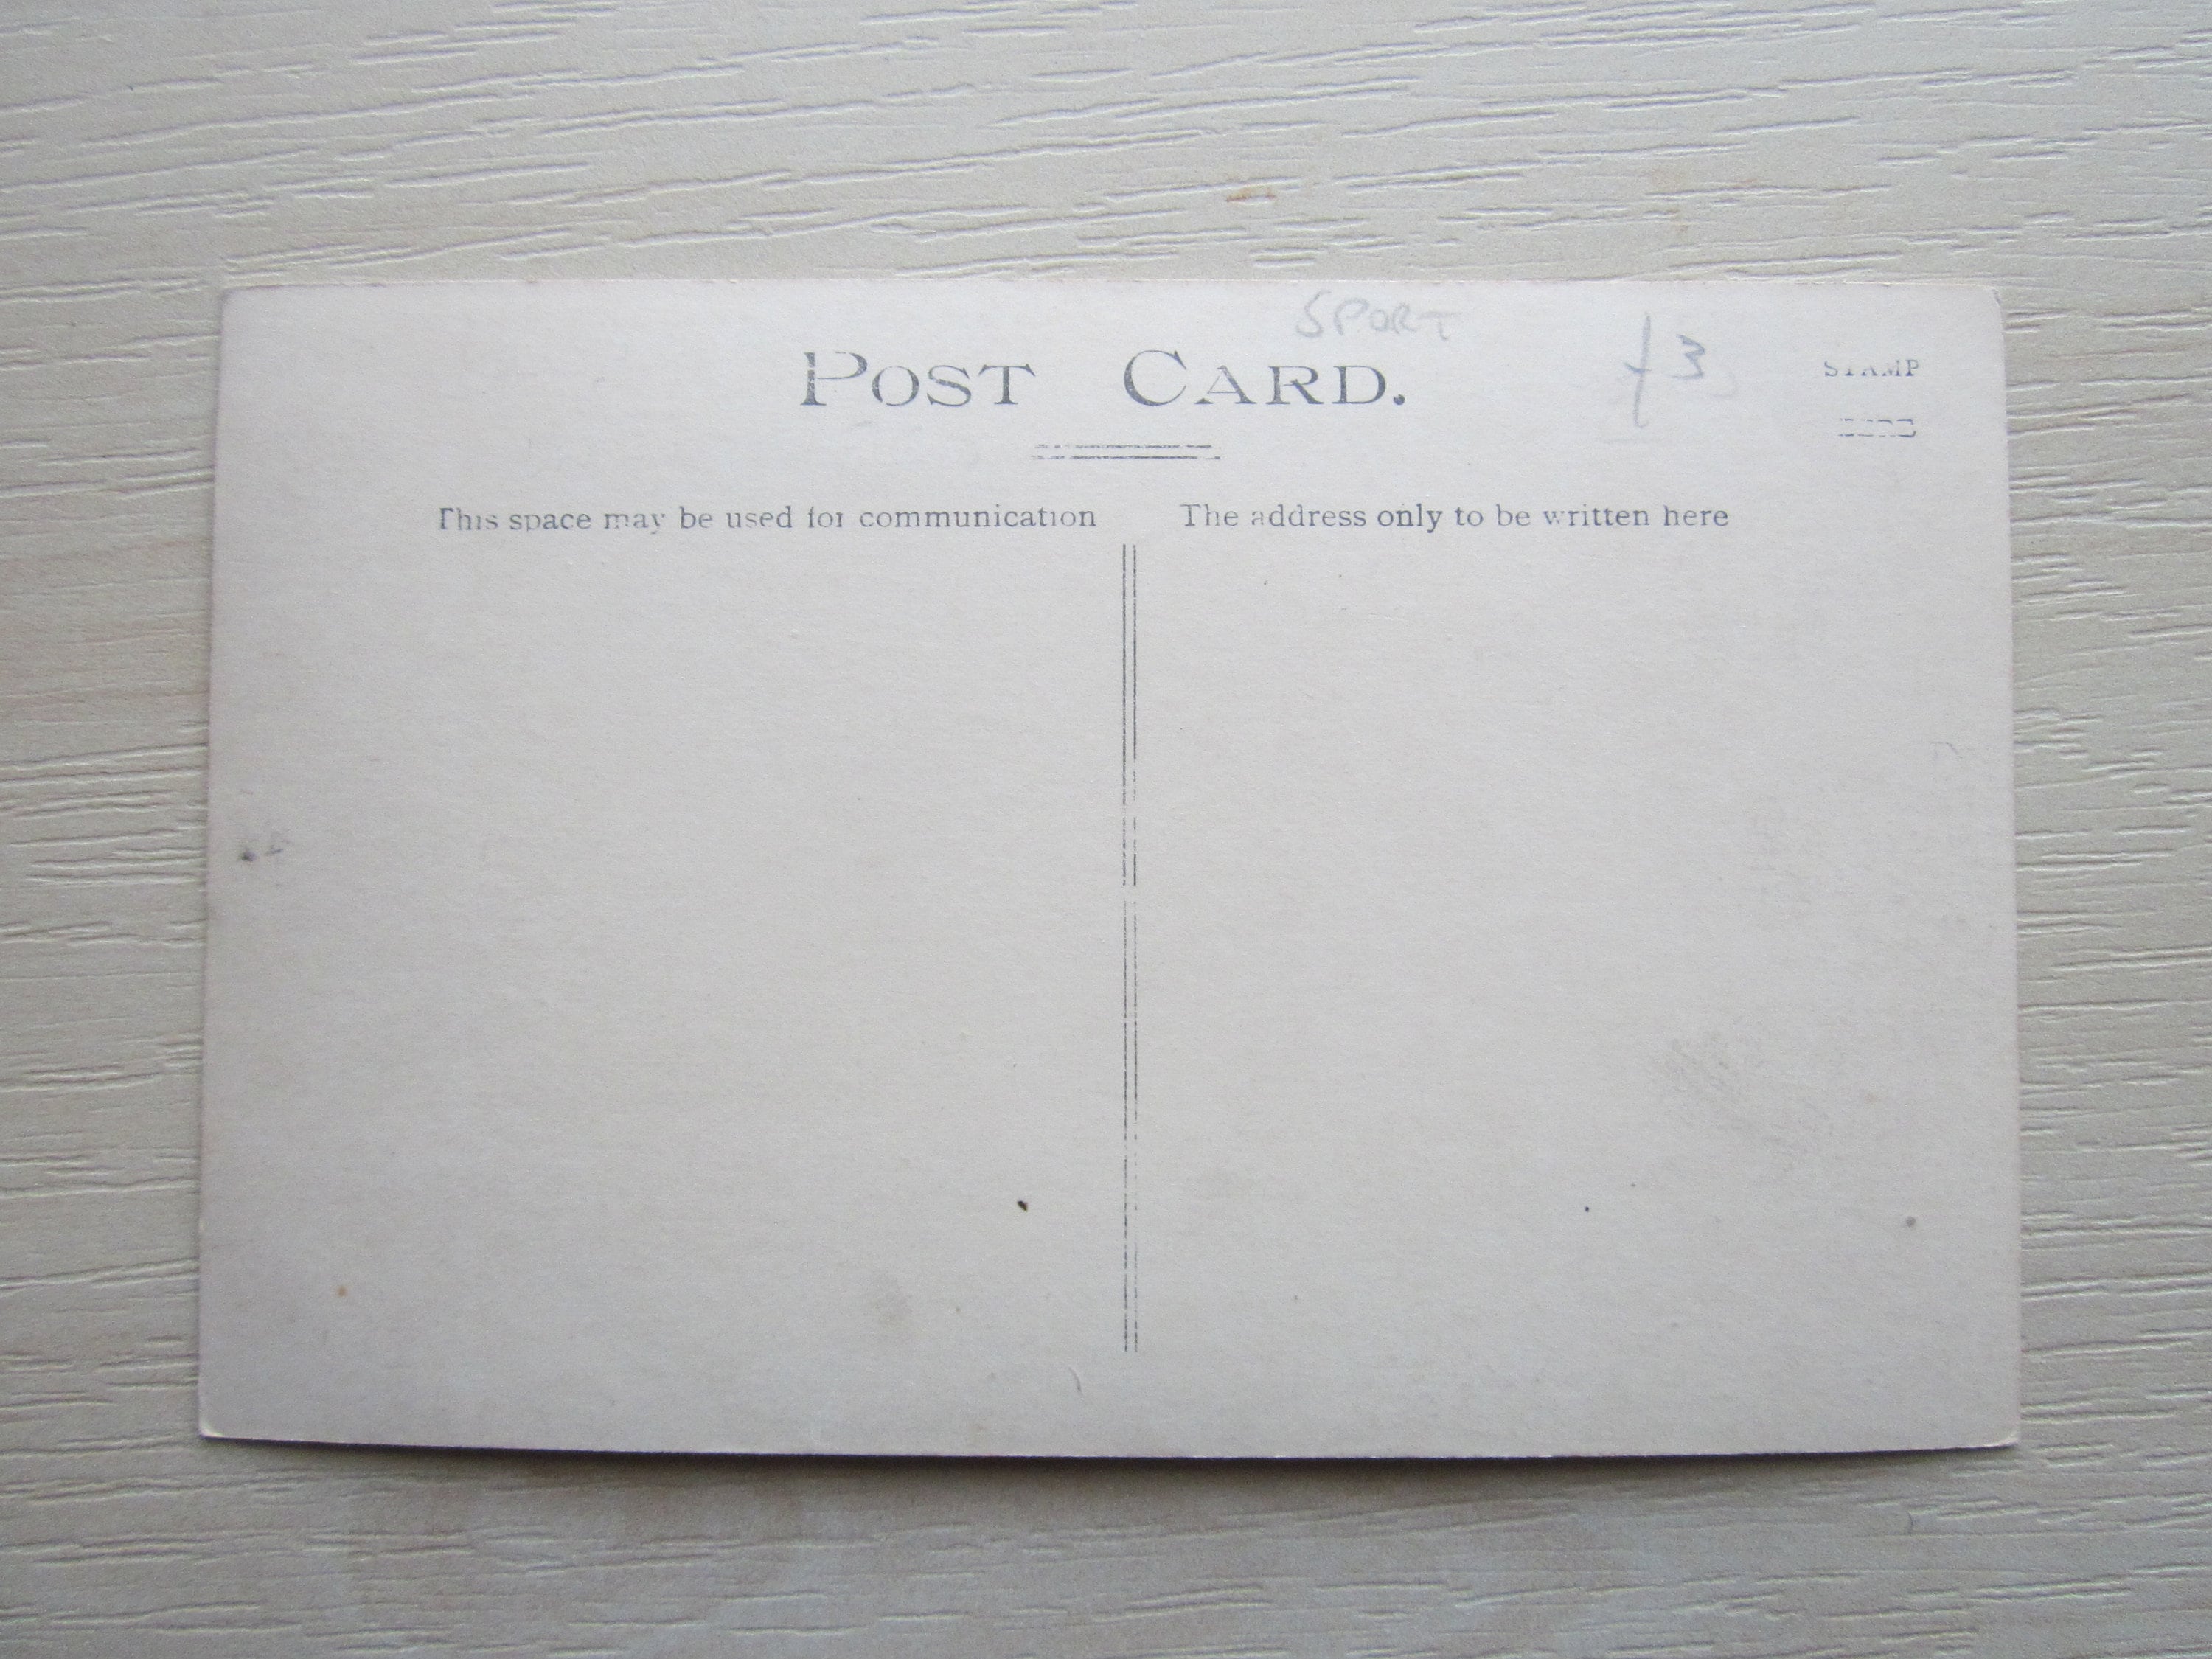 SPORT
POST CARD.
£3
STAMP
This space may be used for communication
The address only to be written here